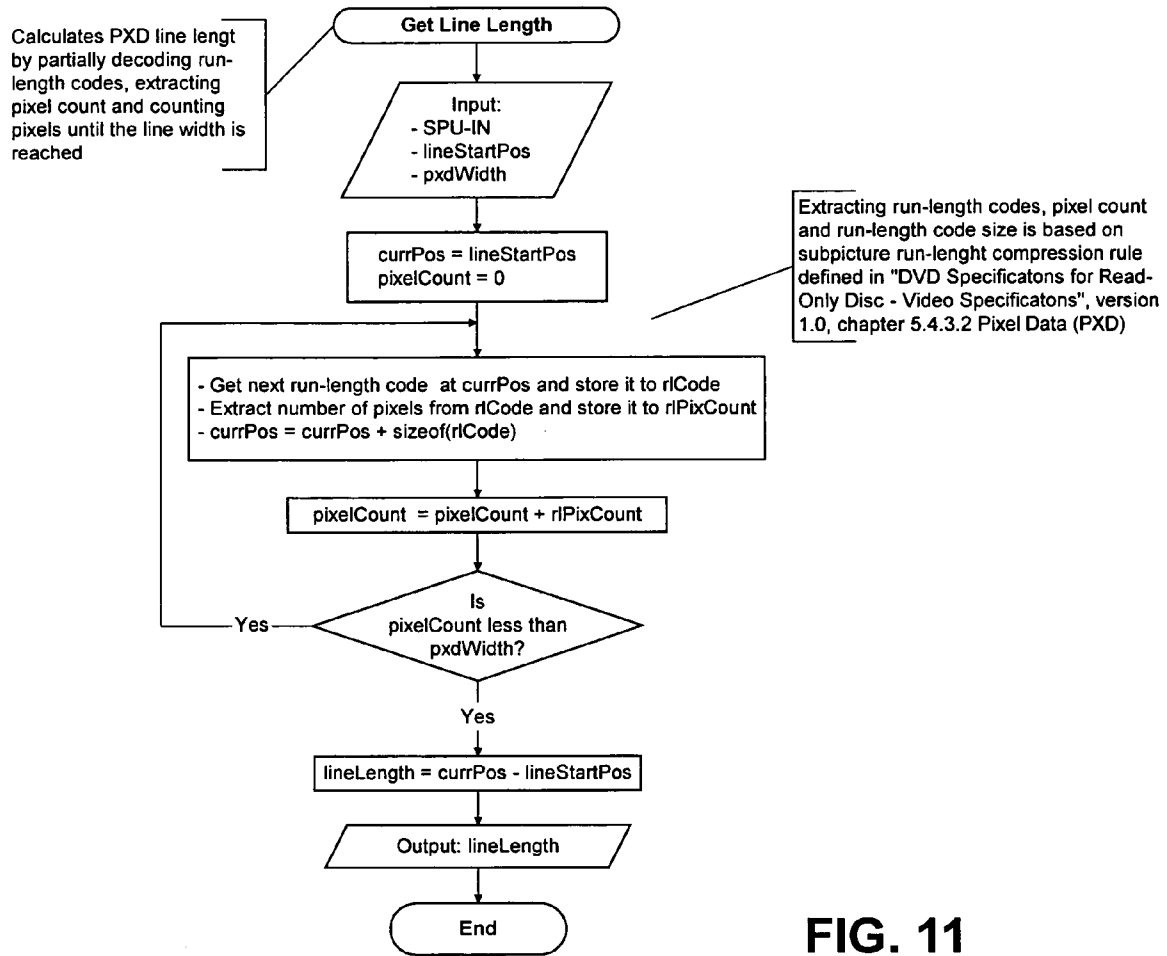 Get Line Length
Calculates PXD line lengt
by partially decoding run-
length codes, extracting
pixel count and counting
pixels until the line width is
reached
Input:
- SPU-IN
- lineStartPos
- pxdWidth
Extracting run-length codes, pixel count
and run-length code size is based on
subpicture run-lenght compression rule
defined in "DVD Specificatons for Read-
Only Disc - Video Specificatons", version
1.0, chapter 5.4.3.2 Pixel Data (PXD)
currPos = lineStartPos
pixelCount = 0
- Get next run-length code at currPos and store it to rlCode
- Extract number of pixels from rlCode and store it to rlPixCount
- currPos = currPos + sizeof(rlCode)
pixelCount = pixelCount + rlPixCount
Is
pixelCount less than
pxdWidth?
Yes
Yes
lineLength = currPos - lineStartPos
Output: lineLength
End
FIG. 11